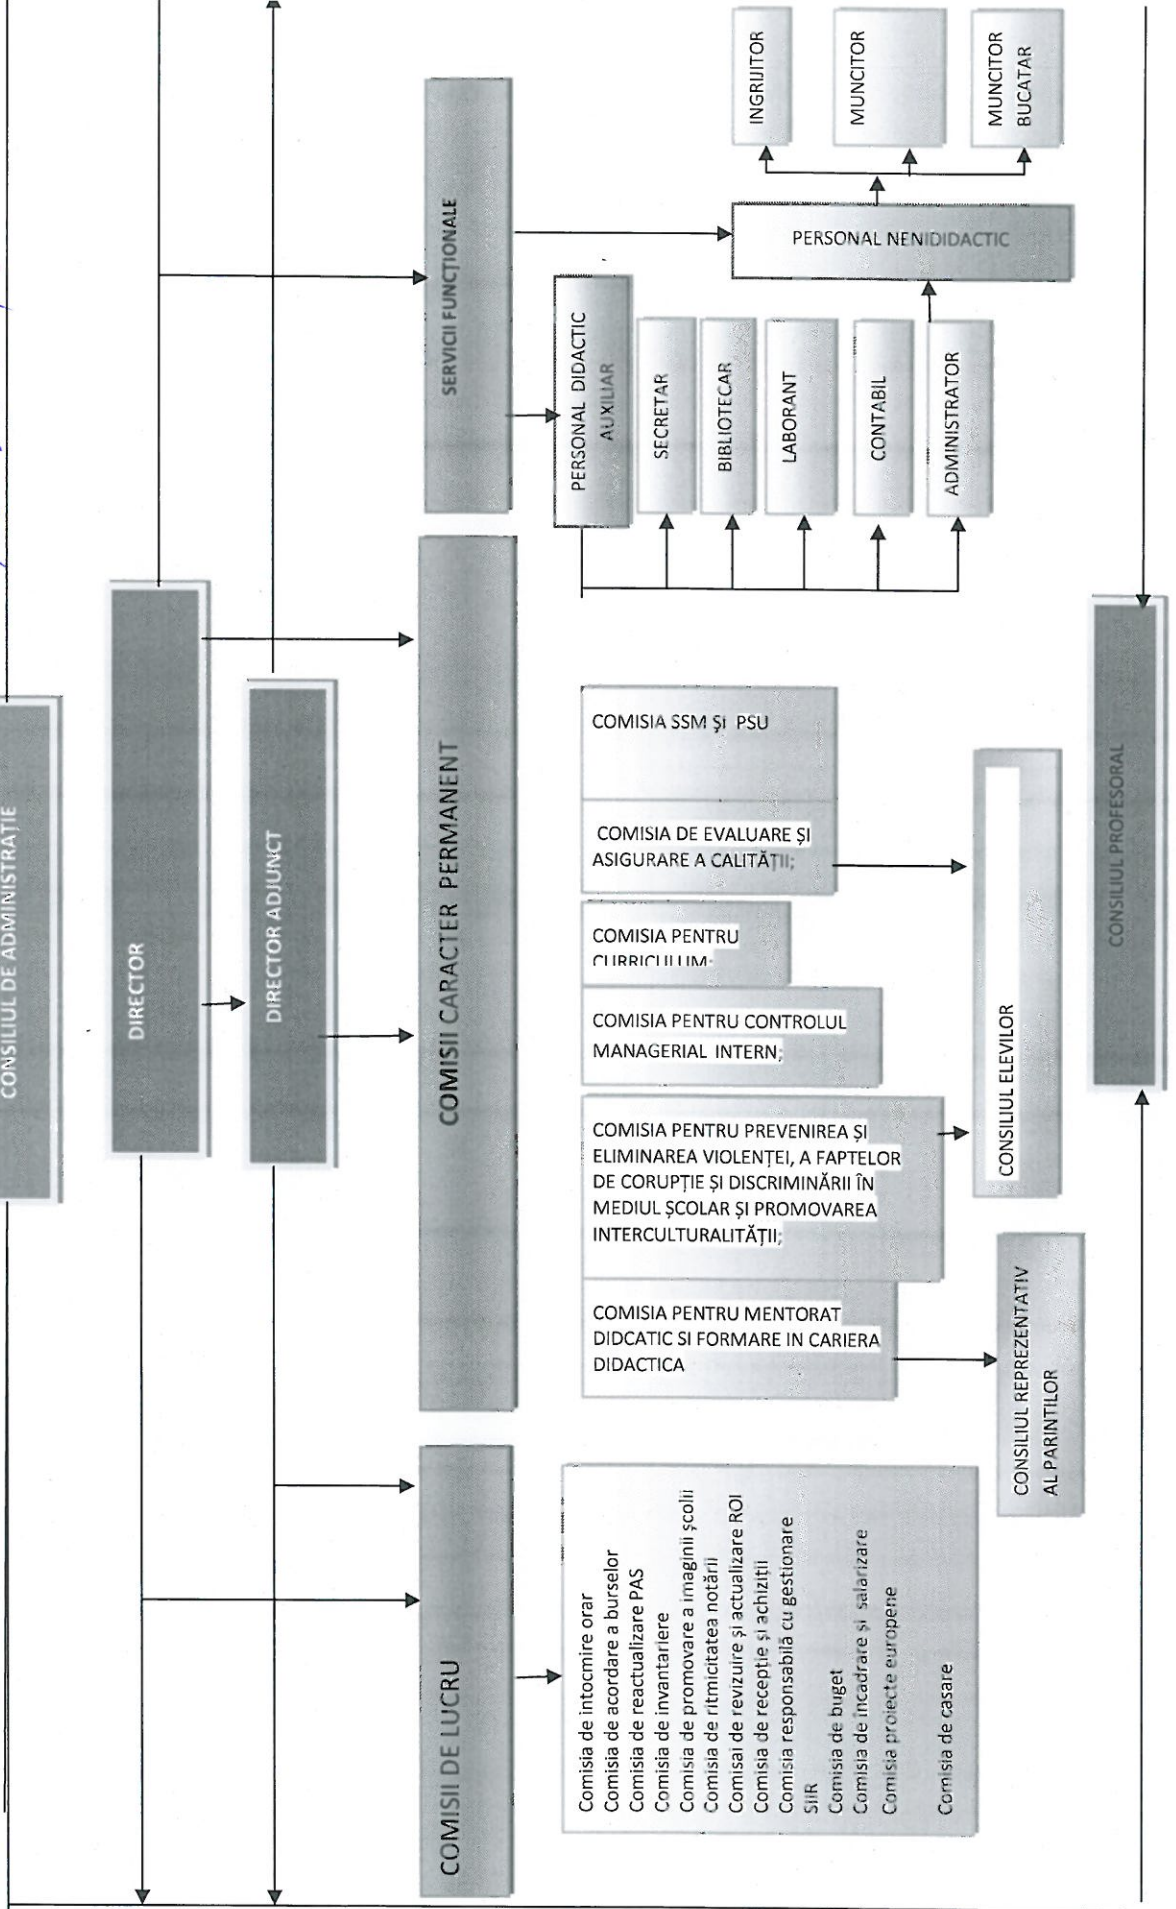 CONSILIUL DE ADMINISTRAȚIE
DIRECTOR
DIRECTOR ADJUNCT
COMISII DE LUCRU
COMISII CARACTER PERMANENT
SERVICII FUNCȚIONALE
Comisia de intocmire orar
Comisia de acordare a burselor
Comisia de reactualizare PAS
Comisia de invantariere
Comisia de promovare a imaginii școlii
Comisia de ritmicitatea notării
Comisai de revizuire și actualizare ROI
Comisia de recepție și achiziții
Comisia responsabilă cu gestionare
SIIR
Comisia de buget
Comisia de încadrare și salarizare
Comisia proiecte europene
Comisia de casare
COMISIA PENTRU MENTORAT
DIDCATIC SI FORMARE IN CARIERA
DIDACTICA
COMISIA PENTRU PREVENIREA ȘI
ELIMINAREA VIOLENȚEI, A FAPTELOR
DE CORUPȚIE ȘI DISCRIMINĂRII ÎN
MEDIUL ȘCOLAR ȘI PROMOVAREA
INTERCULTURALITĂȚII;
COMISIA PENTRU CONTROLUL
MANAGERIAL INTERN;
COMISIA PENTRU
CURRICULUM;
COMISIA DE EVALUARE ȘI
ASIGURARE A CALITĂȚII;
COMISIA SSM ȘI PSU
PERSONAL DIDACTIC
AUXILIAR
SECRETAR
BIBLIOTECAR
LABORANT
CONTABIL
ADMINISTRATOR
PERSONAL NENIDIDACTIC
INGRIJITOR
MUNCITOR
MUNCITOR
BUCATAR
CONSILIUL REPREZENTATIV
AL PARINTILOR
CONSILIUL ELEVILOR
CONSILIUL PROFESORAL